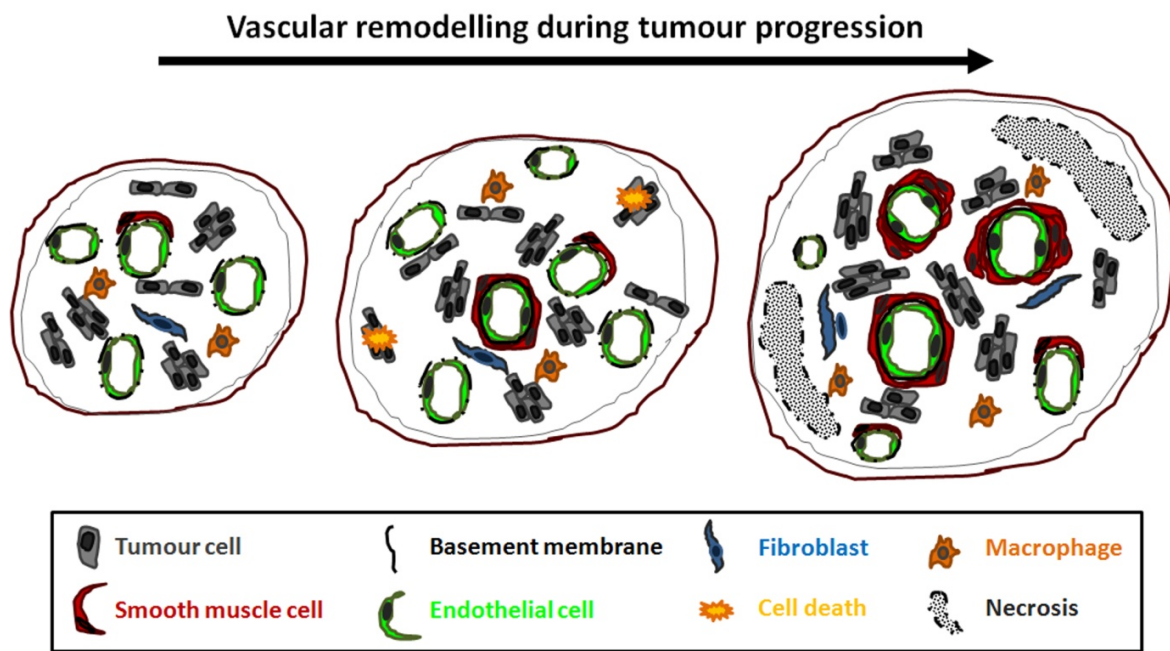 Vascular remodelling during tumour progression
Tumour cell
Basement membrane
Fibroblast
Macrophage
Smooth muscle cell
Endothelial cell
Cell death
Necrosis